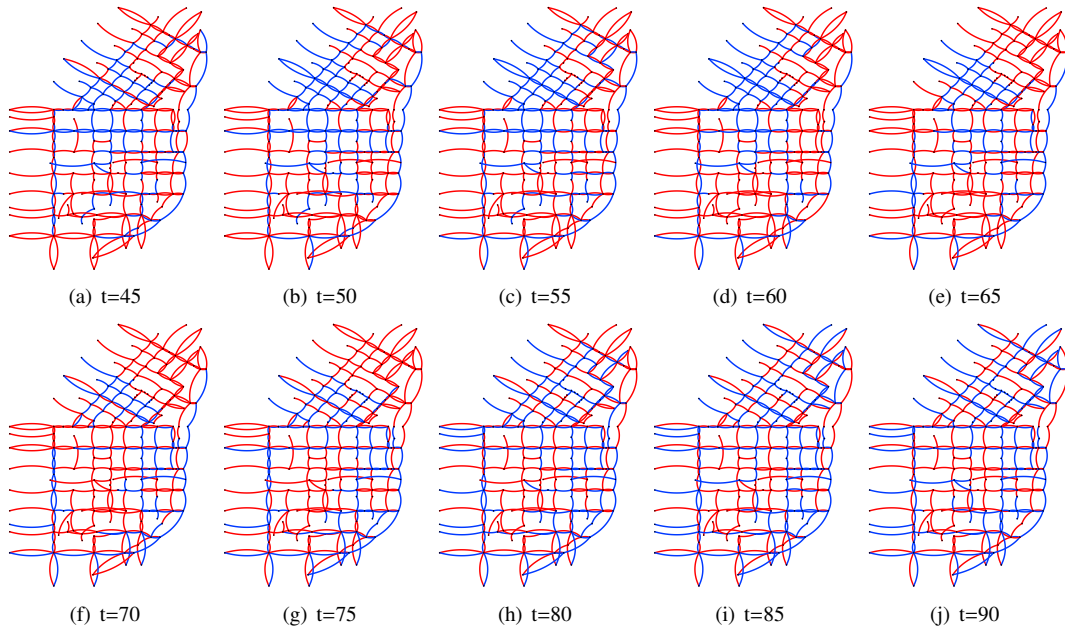 (a) t=45
(b) t=50
(c) t=55
(d) t=60
(e) t=65
(f) t=70
(g) t=75
(h) t=80
(i) t=85
(j) t=90